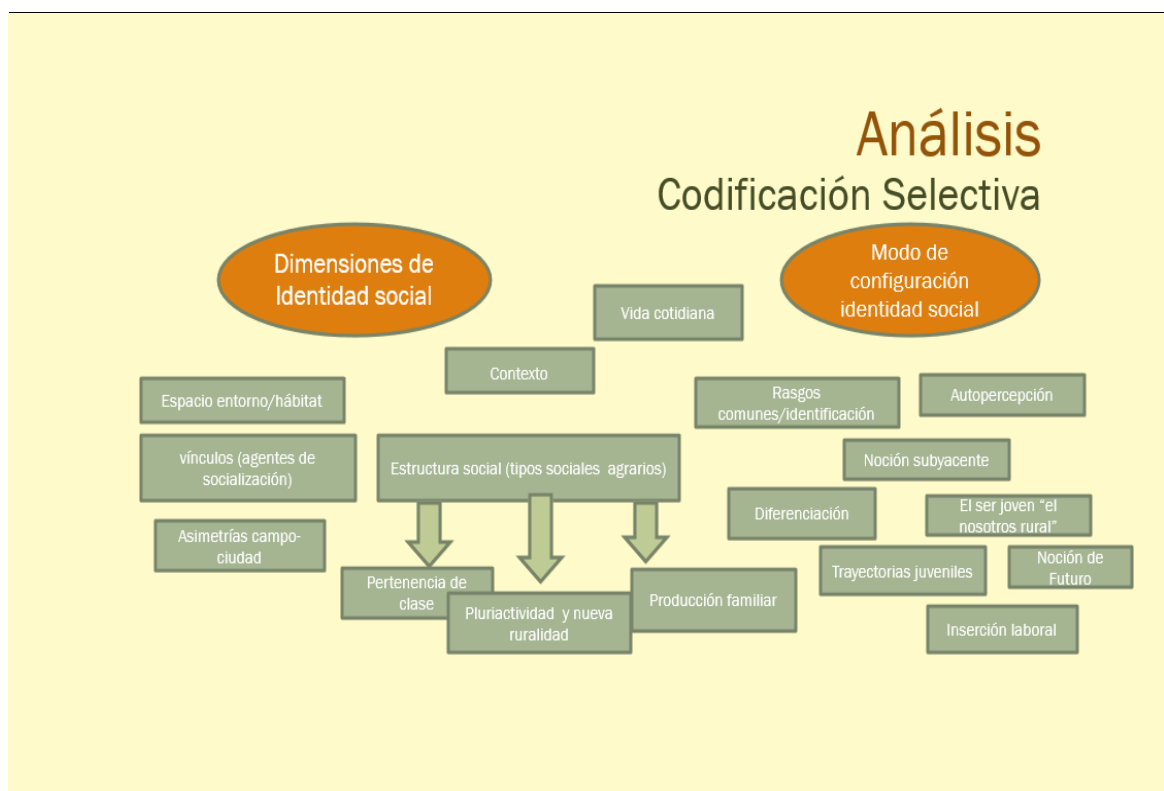 Análisis
Codificación Selectiva
Dimensiones de
Identidad social
Modo de
configuración
identidad social
Vida cotidiana
Contexto
Espacio entorno/hábitat
vínculos (agentes de
socialización)
Asimetrías campo-
ciudad
Estructura social (tipos sociales agrarios)
Pertenencia de
clase
Pluriactividad y nueva
ruralidad
Producción familiar
Rasgos
comunes/identificación
Autopercepción
Noción subyacente
Diferenciación
El ser joven “el
nosotros rural”
Trayectorias juveniles
Noción de
Futuro
Inserción laboral